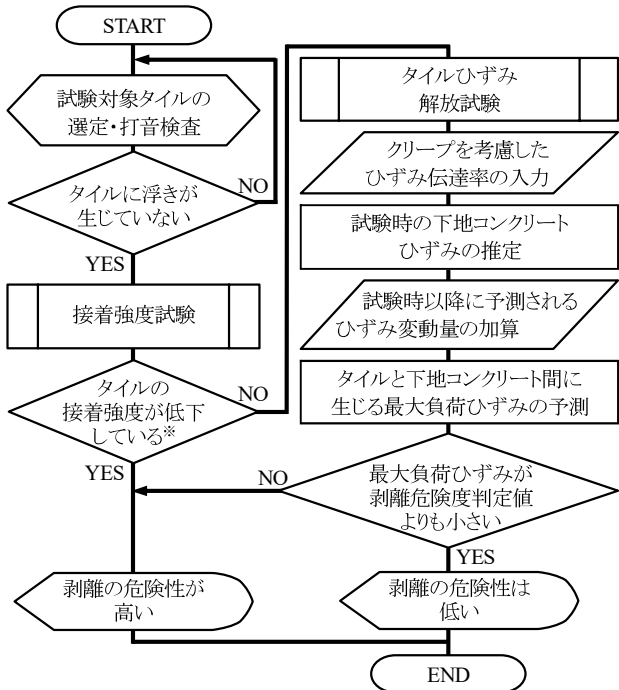 START
試験対象タイルの
選定・打音検査
タイルに浮きが
生じていない
NO
YES
接着強度試験
タイルの
接着強度が低下
している※
NO
YES
剥離の危険性が
高い
タイルひずみ
解放試験
クリープを考慮した
ひずみ伝達率の入力
試験時の下地コンクリート
ひずみの推定
試験時以降に予測される
ひずみ変動量の加算
タイルと下地コンクリート間に
生じる最大負荷ひずみの予測
最大負荷ひずみが
剥離危険度判定値
よりも小さい
NO
YES
剥離の危険性は
低い
END